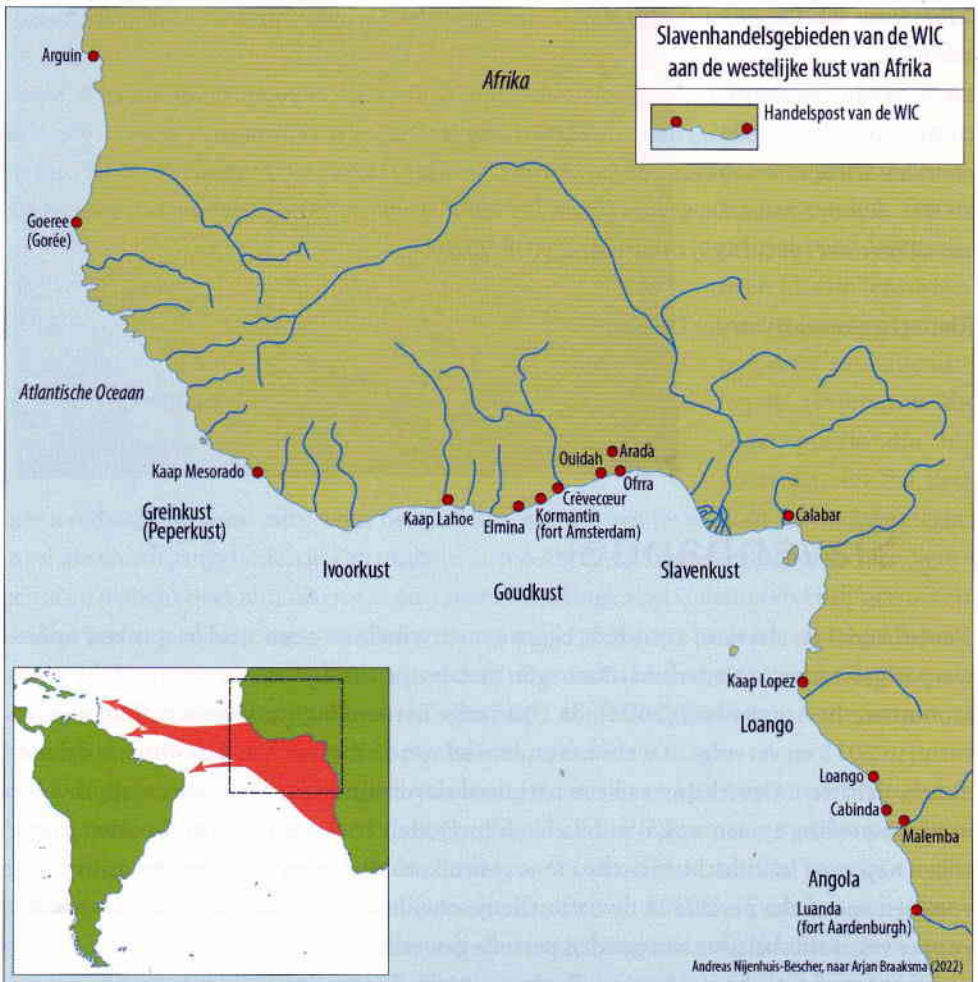 Slavenhandelsgebieden van de WIC
aan de westelijke kust van Afrika
Handelspost van de WIC
Arguin
Afrika
Goeree
(Gorée)
Atlantische Oceaan
Kaap Mesorado
Greinkust
(Peperkust)
Ivoorkust
Kaap Lahoe
Elmina
Kormantin
(fort Amsterdam)
Crèvecœur
Goudkust
Ouidah
Aradà
Offra
Slavenkust
Calabar
Kaap Lopez
Loango
Loango
Cabinda
Malemba
Angola
Luanda
(fort Aardenburgh)
Andreas Nijenhuis-Bescher, naar Arjan Braaksma (2022)